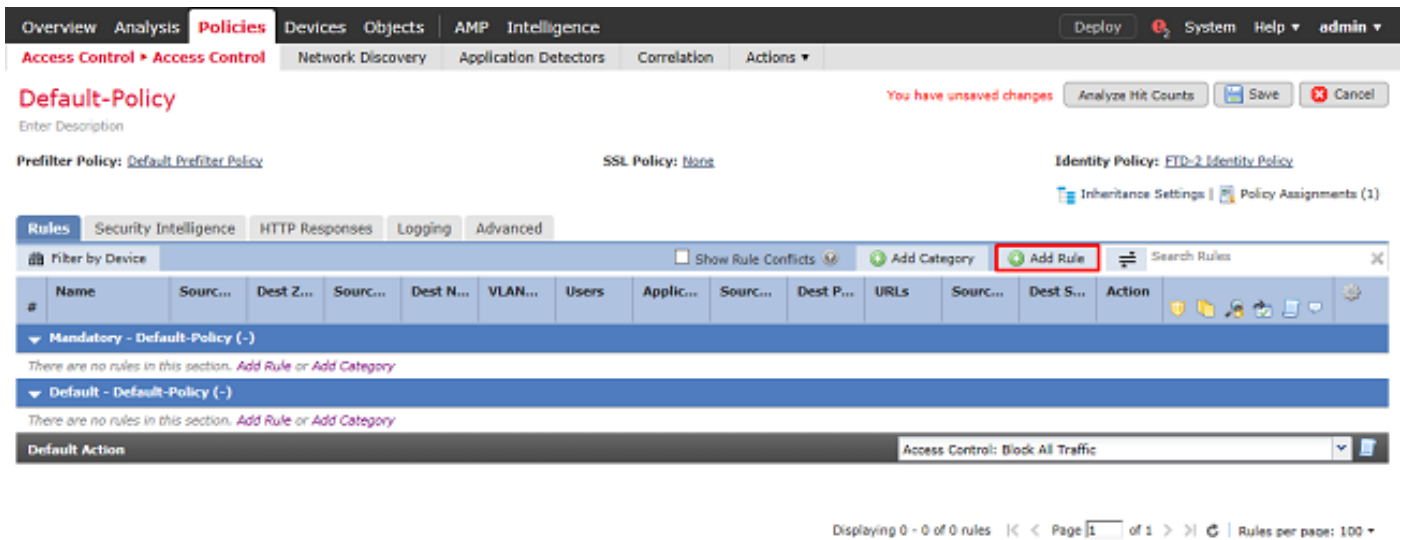 Overview Analysis Policies Devices Objects AMP Intelligence Deploy System Help admin
Access Control ▸ Access Control Network Discovery Application Detectors Correlation Actions
Default-Policy You have unsaved changes Analyze Hit Counts Save Cancel
Enter Description
Prefilter Policy: Default Prefilter Policy SSL Policy: None Identity Policy: FTD-2 Identity Policy
Inheritance Settings | Policy Assignments (1)
Rules Security Intelligence HTTP Responses Logging Advanced
Filter by Device Show Rule Conflicts Add Category Add Rule Search Rules
# Name Sourc... Dest Z... Sourc... Dest N... VLAN... Users Applic... Sourc... Dest P... URLs Sourc... Dest S... Action
Mandatory - Default-Policy (-)
There are no rules in this section. Add Rule or Add Category
Default - Default-Policy (-)
There are no rules in this section. Add Rule or Add Category
Default Action Access Control: Block All Traffic
Displaying 0 - 0 of 0 rules |< < Page 1 of 1 > >| Rules per page: 100